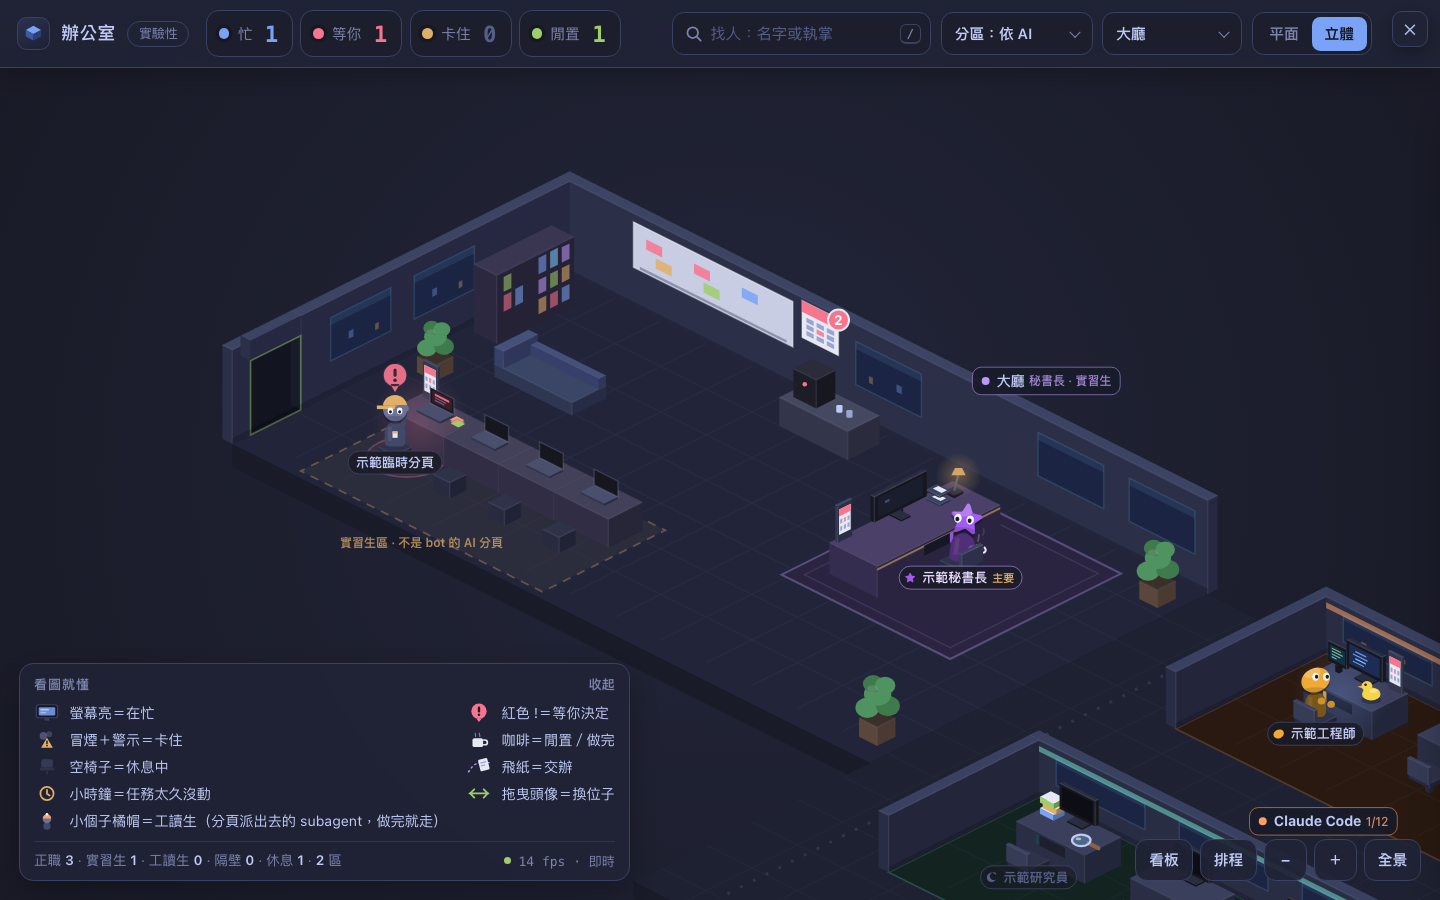 辦公室 實驗性 忙 1 等你 1 卡住 0 閒置 1 找人：名字或執掌 / 分區：依 AI 大廳 平面 立體
2
大廳 秘書長 · 實習生
示範臨時分頁
實習生區 · 不是 bot 的 AI 分頁
示範秘書長 主要
示範工程師
Claude Code 1/12
示範研究員
看圖就懂 收起
螢幕亮＝在忙 紅色 !＝等你決定
冒煙＋警示＝卡住 咖啡＝閒置 / 做完
空椅子＝休息中 飛紙＝交辦
小時鐘＝任務太久沒動 拖曳頭像＝換位子
小個子橘帽＝工讀生（分頁派出去的 subagent，做完就走）
正職 3 · 實習生 1 · 工讀生 0 · 隔壁 0 · 休息 1 · 2 區 14 fps · 即時
看板 排程 − + 全景